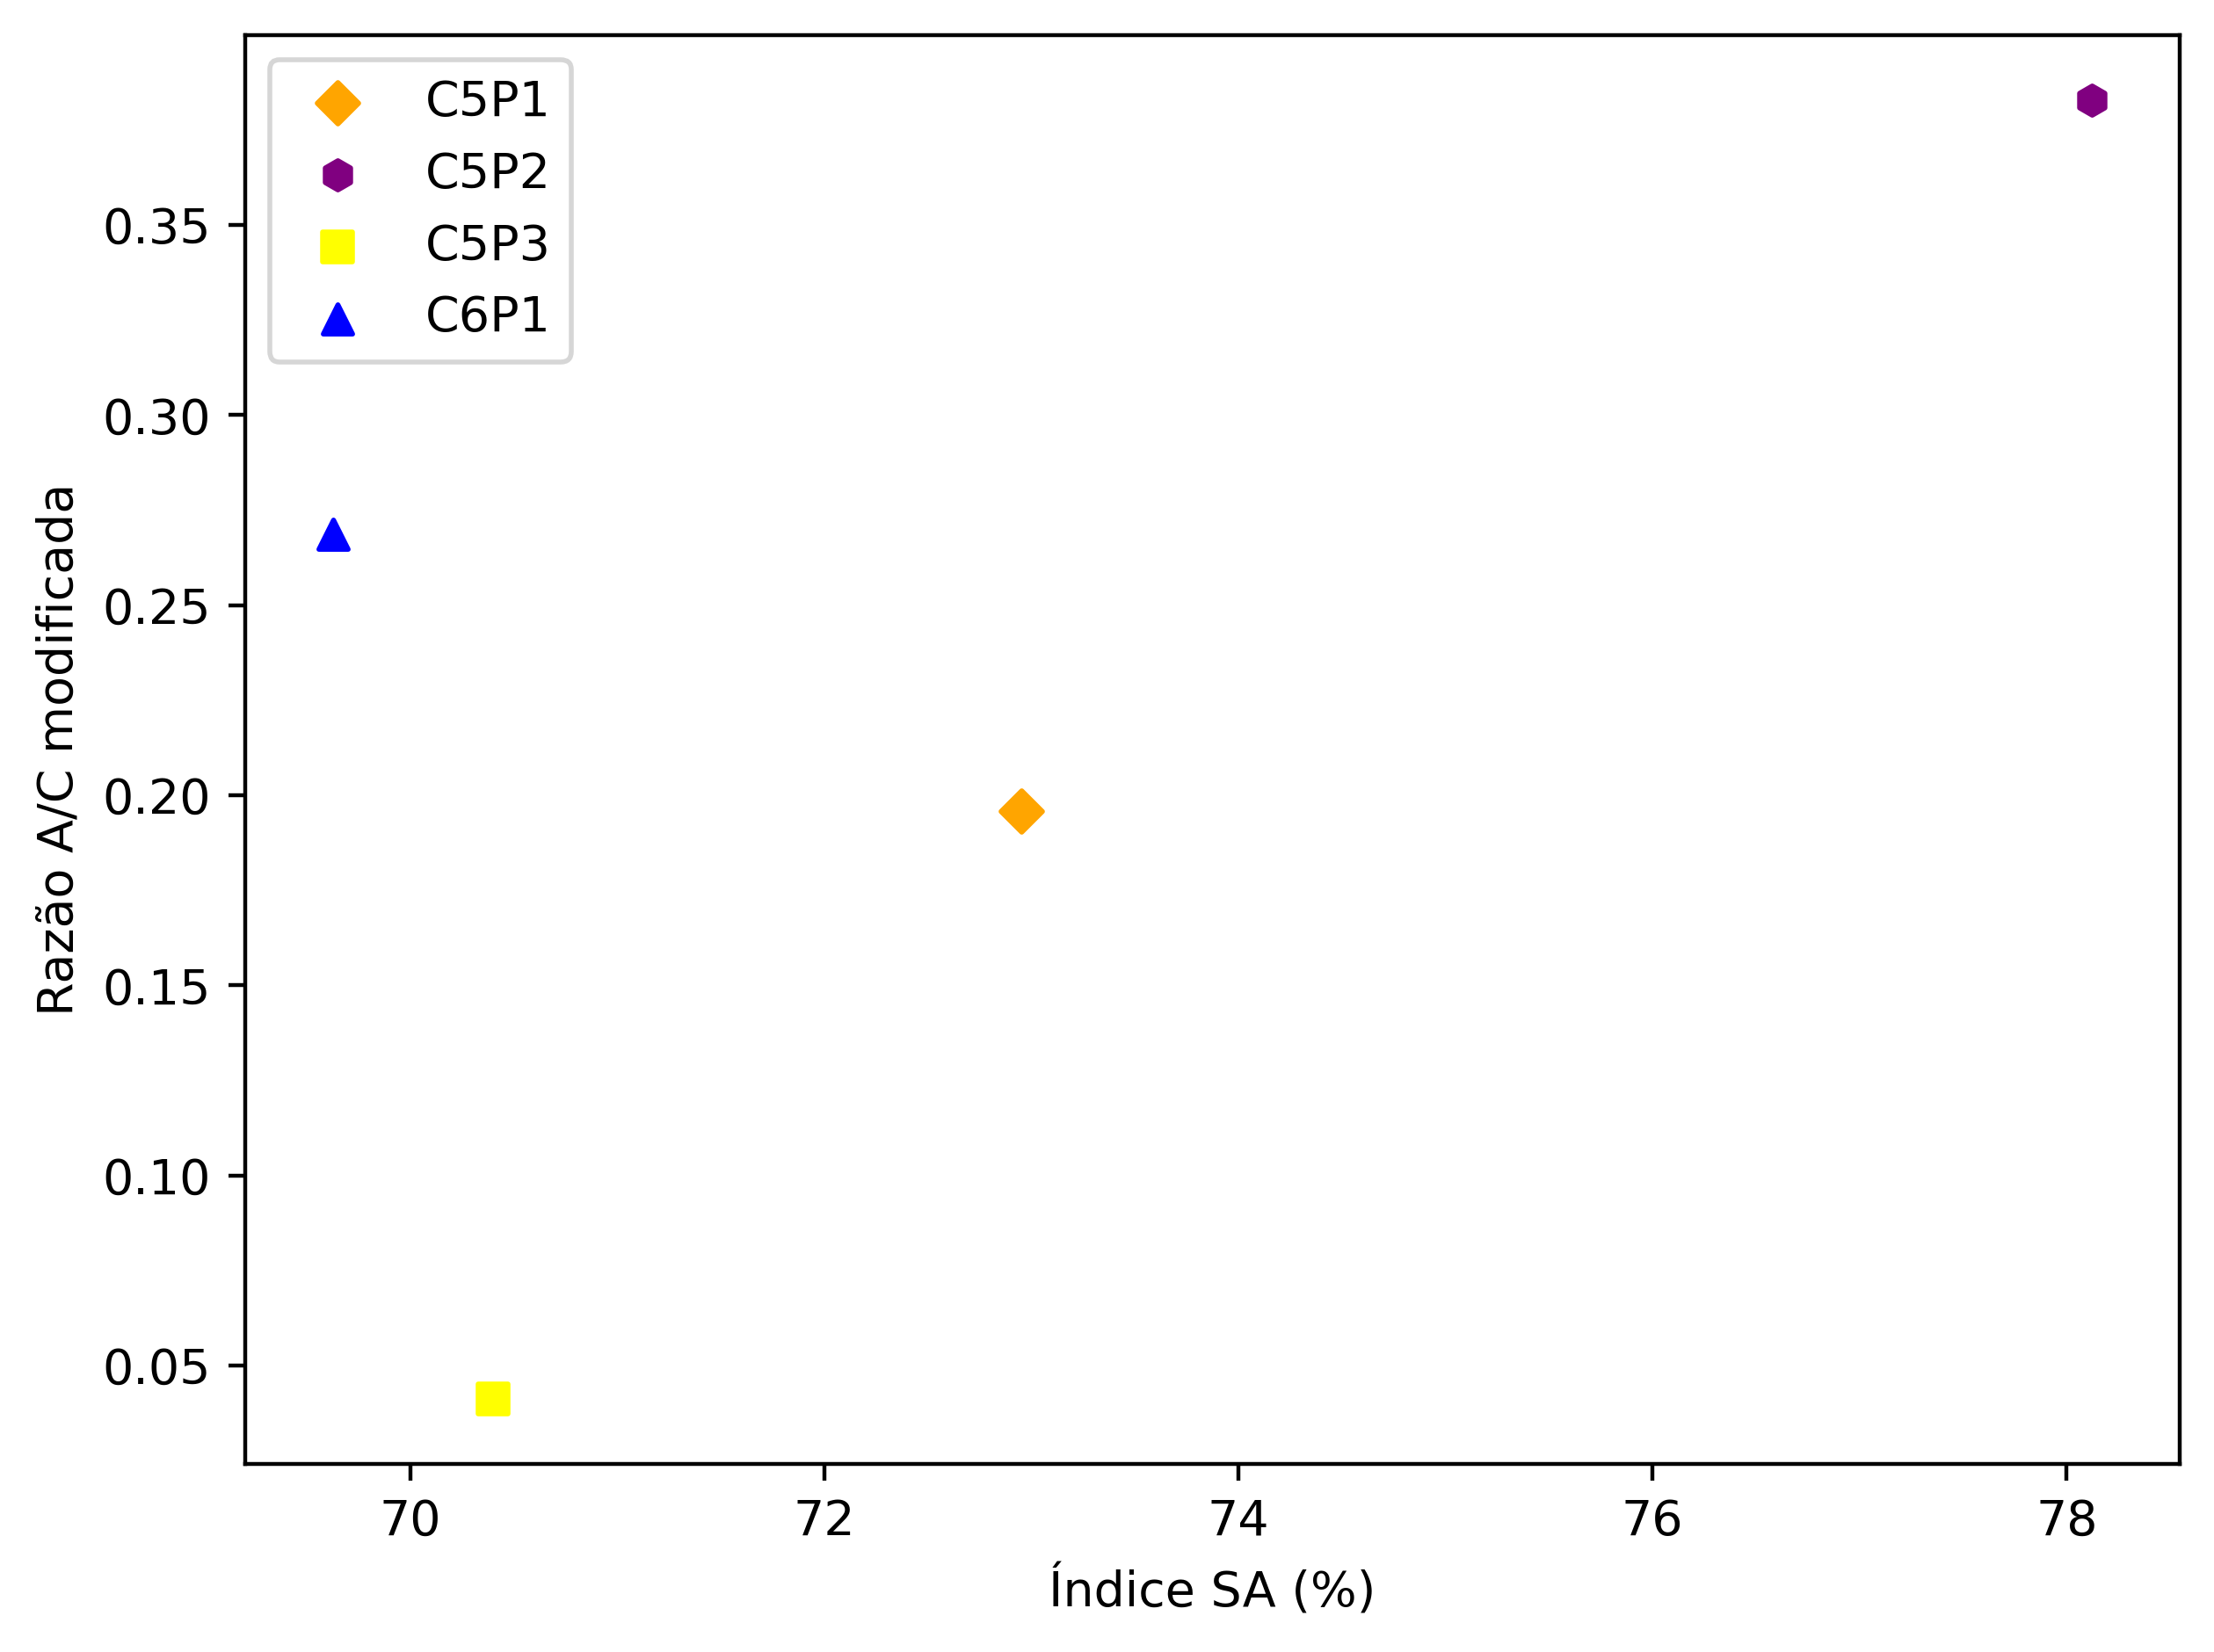 C5P1
C5P2
C5P3
C6P1
0.35
0.30
0.25
0.20
0.15
0.10
0.05
Razão A/C modificada
70 72 74 76 78
Índice SA (%)